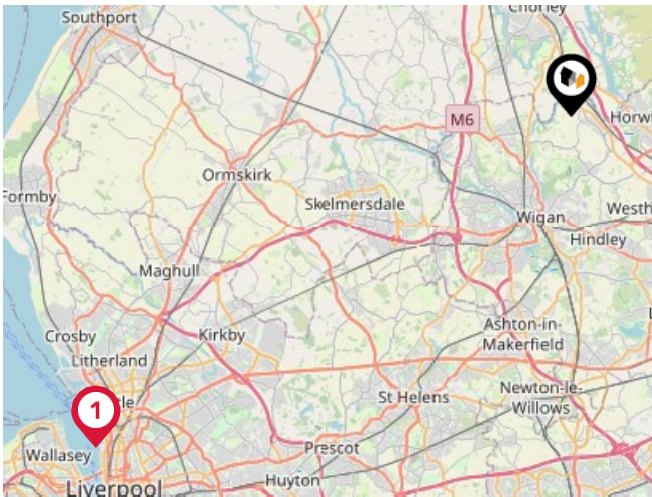 Southport
Chorley
M6
Horwi
Ormskirk
Formby
Skelmersdale
Wigan
Westh
Hindley
Maghull
Crosby
Kirkby
Ashton-in-
Makerfield
Litherland
St Helens
Newton-le-
Willows
1
tle
Prescot
Wallasey
Huyton
Liverpool
L